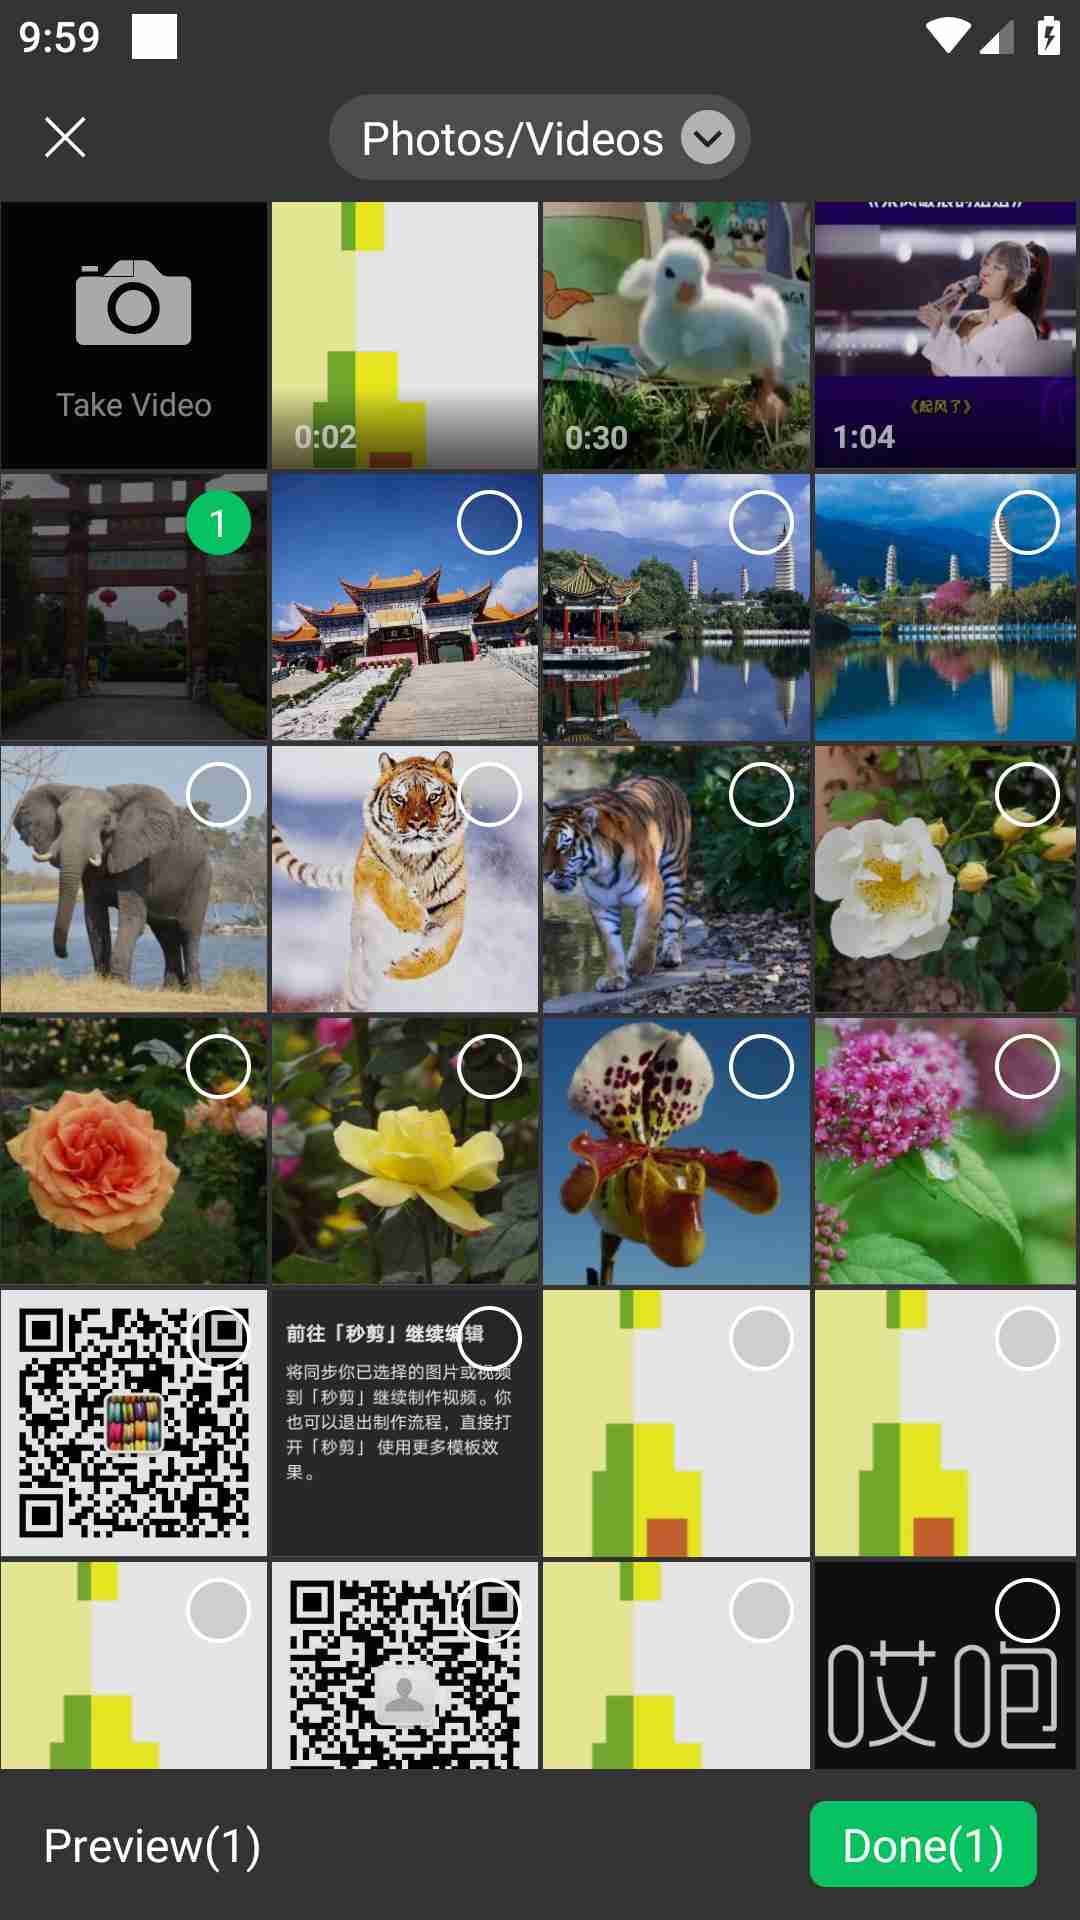 9:59
Photos/Videos
Take Video
0:02
0:30
1:04
《起风了》
1
前往「秒剪」继续编辑
将同步你已选择的图片或视频
到「秒剪」继续制作视频。你
也可以退出制作流程，直接打
开「秒剪」使用更多模板效
果。
哎咆
Preview(1)
Done(1)